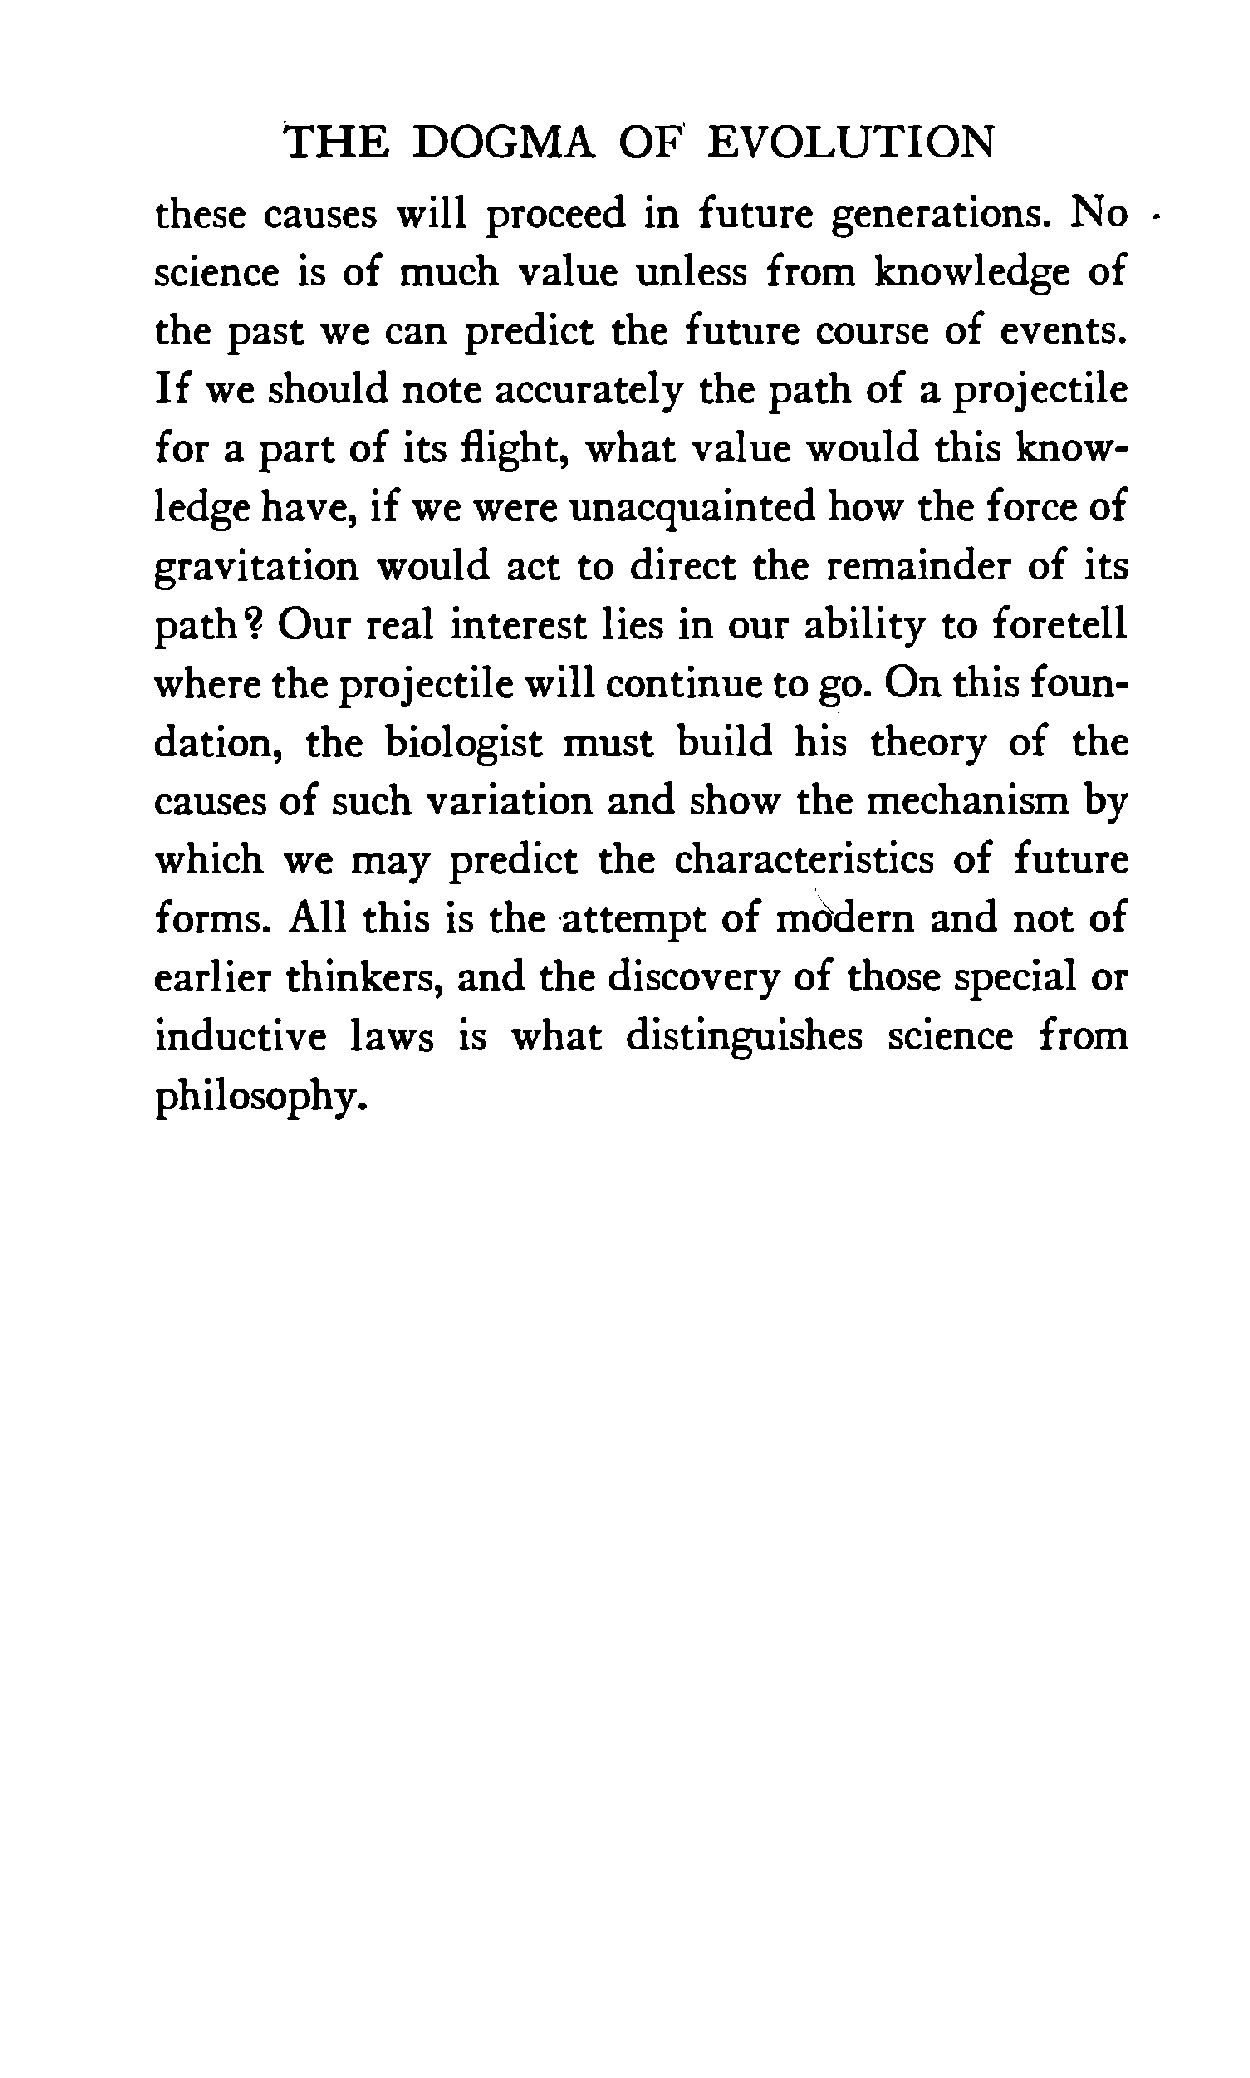 THE DOGMA OF EVOLUTION
these causes will proceed in future generations. No
science is of much value unless from knowledge of
the past we can predict the future course of events.
If we should note accurately the path of a projectile
for a part of its flight, what value would this know-
ledge have, if we were unacquainted how the force of
gravitation would act to direct the remainder of its
path? Our real interest lies in our ability to foretell
where the projectile will continue to go. On this foun-
dation, the biologist must build his theory of the
causes of such variation and show the mechanism by
which we may predict the characteristics of future
forms. All this is the attempt of modern and not of
earlier thinkers, and the discovery of those special or
inductive laws is what distinguishes science from
philosophy.